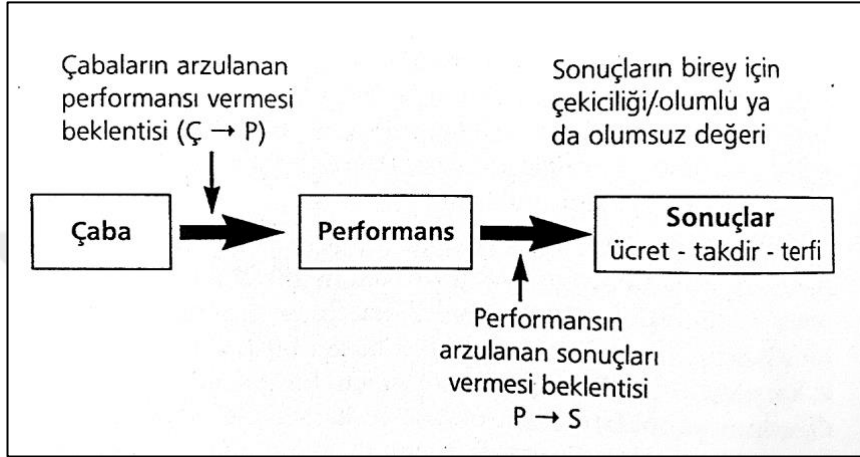 Çabaların arzulanan
performansı vermesi
beklentisi (Ç → P)
Sonuçların birey için
çekiciliği/olumlu ya
da olumsuz değeri
Çaba
Performans
Sonuçlar
ücret - takdir - terfi
Performansın
arzulanan sonuçları
vermesi beklentisi
P → S